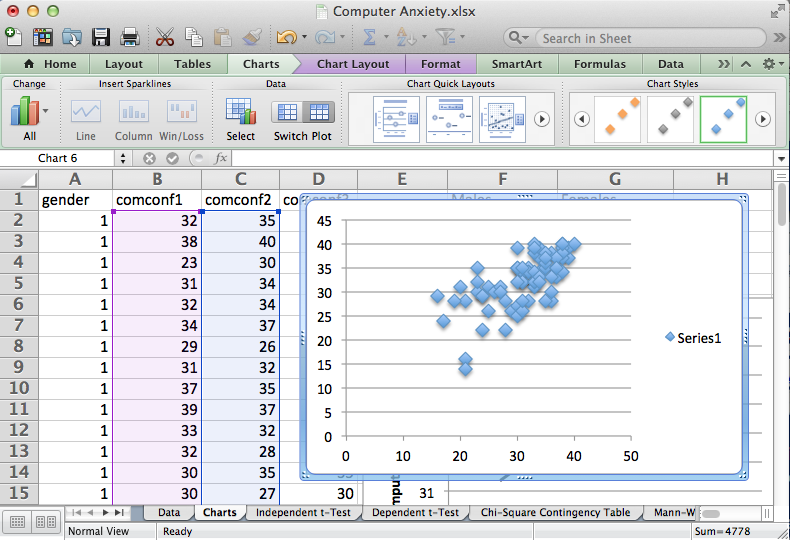 Computer Anxiety.xlsx
Search in Sheet
Home Layout Tables Charts Chart Layout Format SmartArt Formulas Data
Change Insert Sparklines Data Chart Quick Layouts Chart Styles
All Line Column Win/Loss Select Switch Plot
Chart 6 fx
A B C D E F G H
1 gender comconf1 comconf2 Males Females
2 1 32 35
3 1 38 40
4 1 23 30
5 1 31 34
6 1 32 34
7 1 34 37
8 1 29 26
9 1 31 32
10 1 37 35
11 1 39 37
12 1 33 32
13 1 32 28
14 1 30 35
15 1 30 27 30 31
45
40
35
30
25
20
15
10
5
0
0 10 20 30 40 50
Series1
Data Charts Independent t-Test Dependent t-Test Chi-Square Contingency Table Mann-W
Normal View Ready Sum=4778